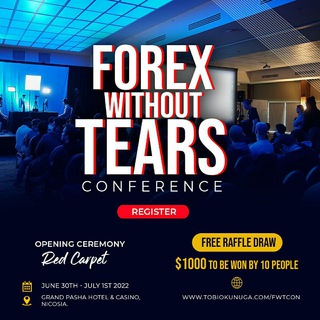 FOREX
WITHOUT
TEARS
CONFERENCE
REGISTER
OPENING CEREMONY
Red Carpet
JUNE 30TH - JULY 1ST 2022
GRAND PASHA HOTEL & CASINO,
NICOSIA.
FREE RAFFLE DRAW
$1000 TO BE WON BY 10 PEOPLE
WWW.TOBIOKUNUGA.COM/FWTCON